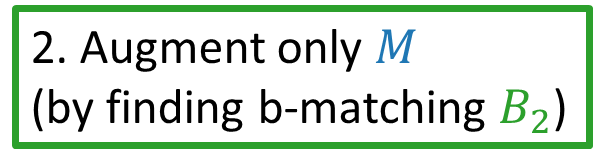 2. Augment only M
(by finding b-matching B₂)